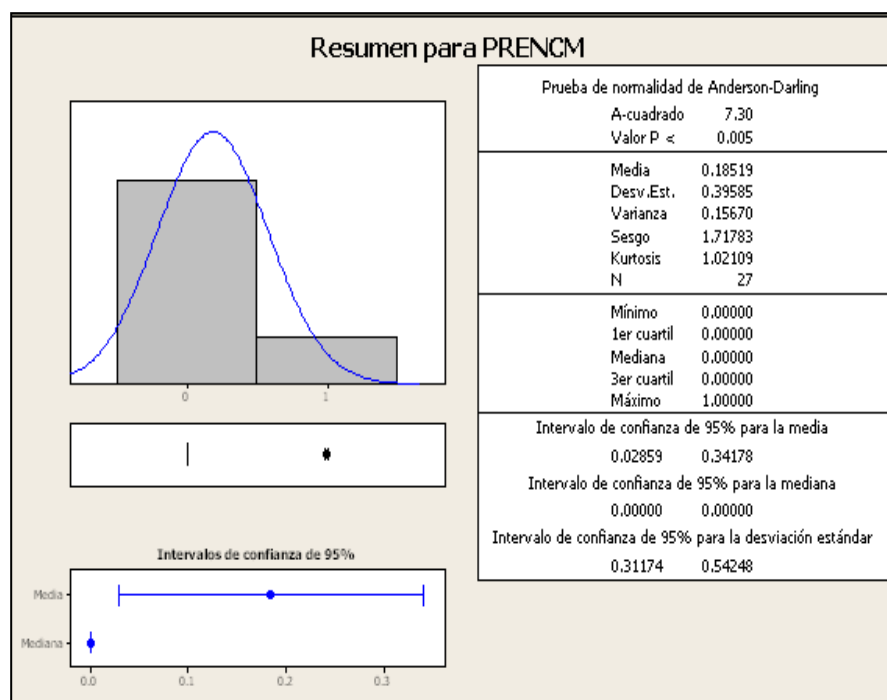 Resumen para PRENCM
0 1
Intervalos de confianza de 95%
Media
Mediana
0.0 0.1 0.2 0.3
Prueba de normalidad de Anderson-Darling
A-cuadrado 7.30
Valor P < 0.005
Media 0.18519
Desv.Est. 0.39585
Varianza 0.15670
Sesgo 1.71783
Kurtosis 1.02109
N 27
Mínimo 0.00000
1er cuartil 0.00000
Mediana 0.00000
3er cuartil 0.00000
Máximo 1.00000
Intervalo de confianza de 95% para la media
0.02859 0.34178
Intervalo de confianza de 95% para la mediana
0.00000 0.00000
Intervalo de confianza de 95% para la desviación estándar
0.31174 0.54248